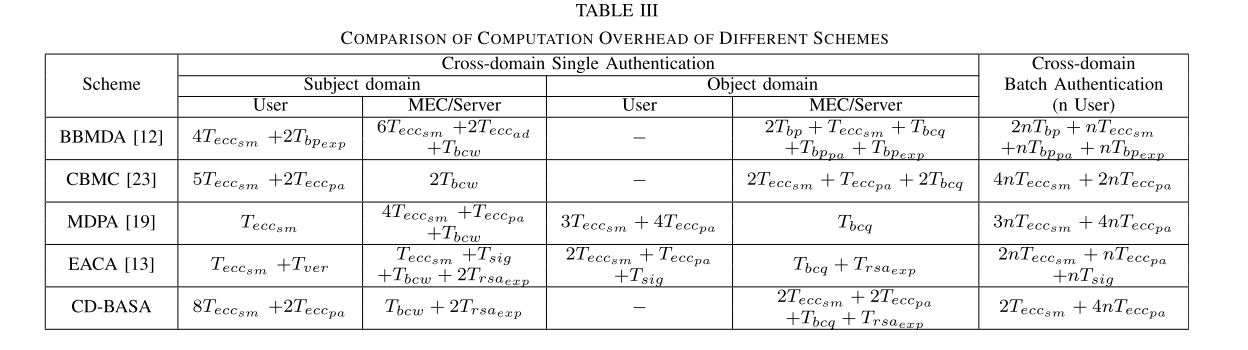 TABLE III
COMPARISON OF COMPUTATION OVERHEAD OF DIFFERENT SCHEMES
Scheme
Cross-domain Single Authentication
Cross-domain
Batch Authentication
(n User)
Subject domain
Object domain
User
MEC/Server
User
MEC/Server
BBMDA [12]
4T_{ecc_{sm}} + 2T_{bp_{exp}}
6T_{ecc_{sm}} + 2T_{ecc_{ad}}
+T_{bcw}
−
2T_{bp} + T_{ecc_{sm}} + T_{bcq}
+T_{bp_{pa}} + T_{bp_{exp}}
2nT_{bp} + nT_{ecc_{sm}}
+nT_{bp_{pa}} + nT_{bp_{exp}}
CBMC [23]
5T_{ecc_{sm}} + 2T_{ecc_{pa}}
2T_{bcw}
−
2T_{ecc_{sm}} + T_{ecc_{pa}} + 2T_{bcq}
4nT_{ecc_{sm}} + 2nT_{ecc_{pa}}
MDPA [19]
T_{ecc_{sm}}
4T_{ecc_{sm}} + T_{ecc_{pa}}
+T_{bcw}
3T_{ecc_{sm}} + 4T_{ecc_{pa}}
T_{bcq}
3nT_{ecc_{sm}} + 4nT_{ecc_{pa}}
EACA [13]
T_{ecc_{sm}} + T_{ver}
T_{ecc_{sm}} + T_{sig}
+T_{bcw} + 2T_{rsa_{exp}}
2T_{ecc_{sm}} + T_{ecc_{pa}}
+T_{sig}
T_{bcq} + T_{rsa_{exp}}
2nT_{ecc_{sm}} + nT_{ecc_{pa}}
+nT_{sig}
CD-BASA
8T_{ecc_{sm}} + 2T_{ecc_{pa}}
T_{bcw} + 2T_{rsa_{exp}}
−
2T_{ecc_{sm}} + 2T_{ecc_{pa}}
+T_{bcq} + T_{rsa_{exp}}
2T_{ecc_{sm}} + 4nT_{ecc_{pa}}